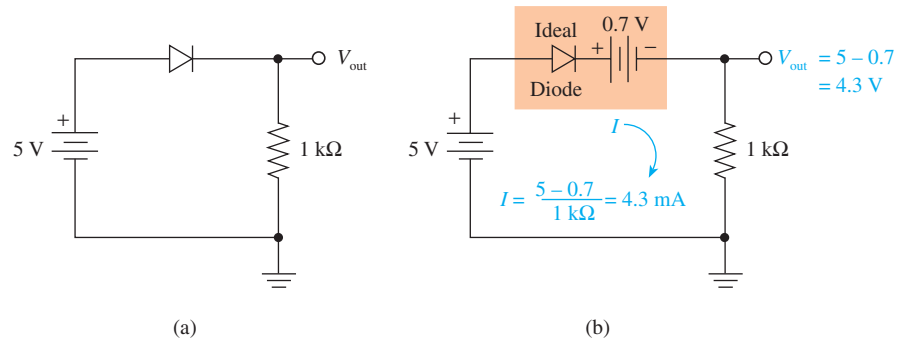 V_out
+
5 V
1 kΩ
(a)
Ideal
Diode
0.7 V
+
−
V_out = 5 – 0.7
= 4.3 V
+
5 V
I
1 kΩ
I = 5 – 0.7 / 1 kΩ = 4.3 mA
(b)